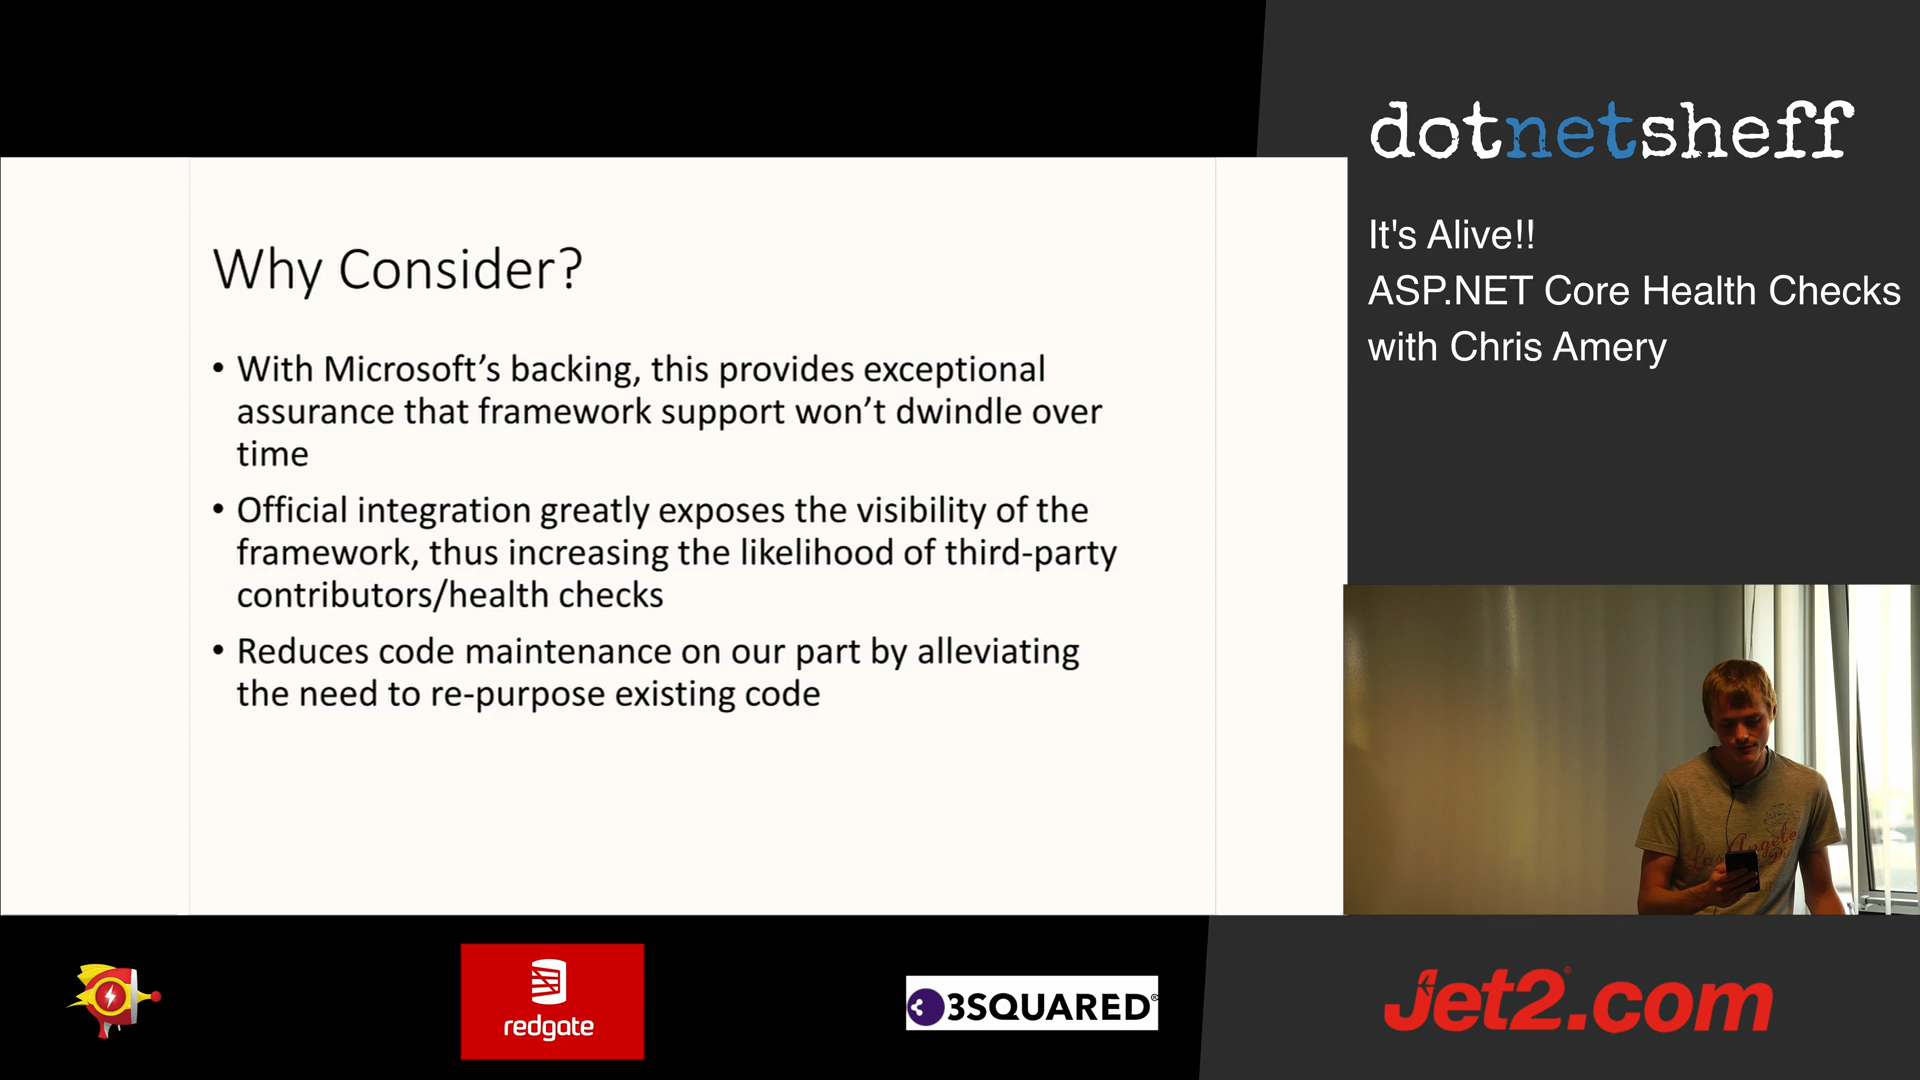 dotnetsheff
It's Alive!!
ASP.NET Core Health Checks
with Chris Amery
Why Consider?
• With Microsoft’s backing, this provides exceptional
assurance that framework support won’t dwindle over
time
• Official integration greatly exposes the visibility of the
framework, thus increasing the likelihood of third-party
contributors/health checks
• Reduces code maintenance on our part by alleviating
the need to re-purpose existing code
Los Angeles
redgate
3SQUARED®
Jet2.com®